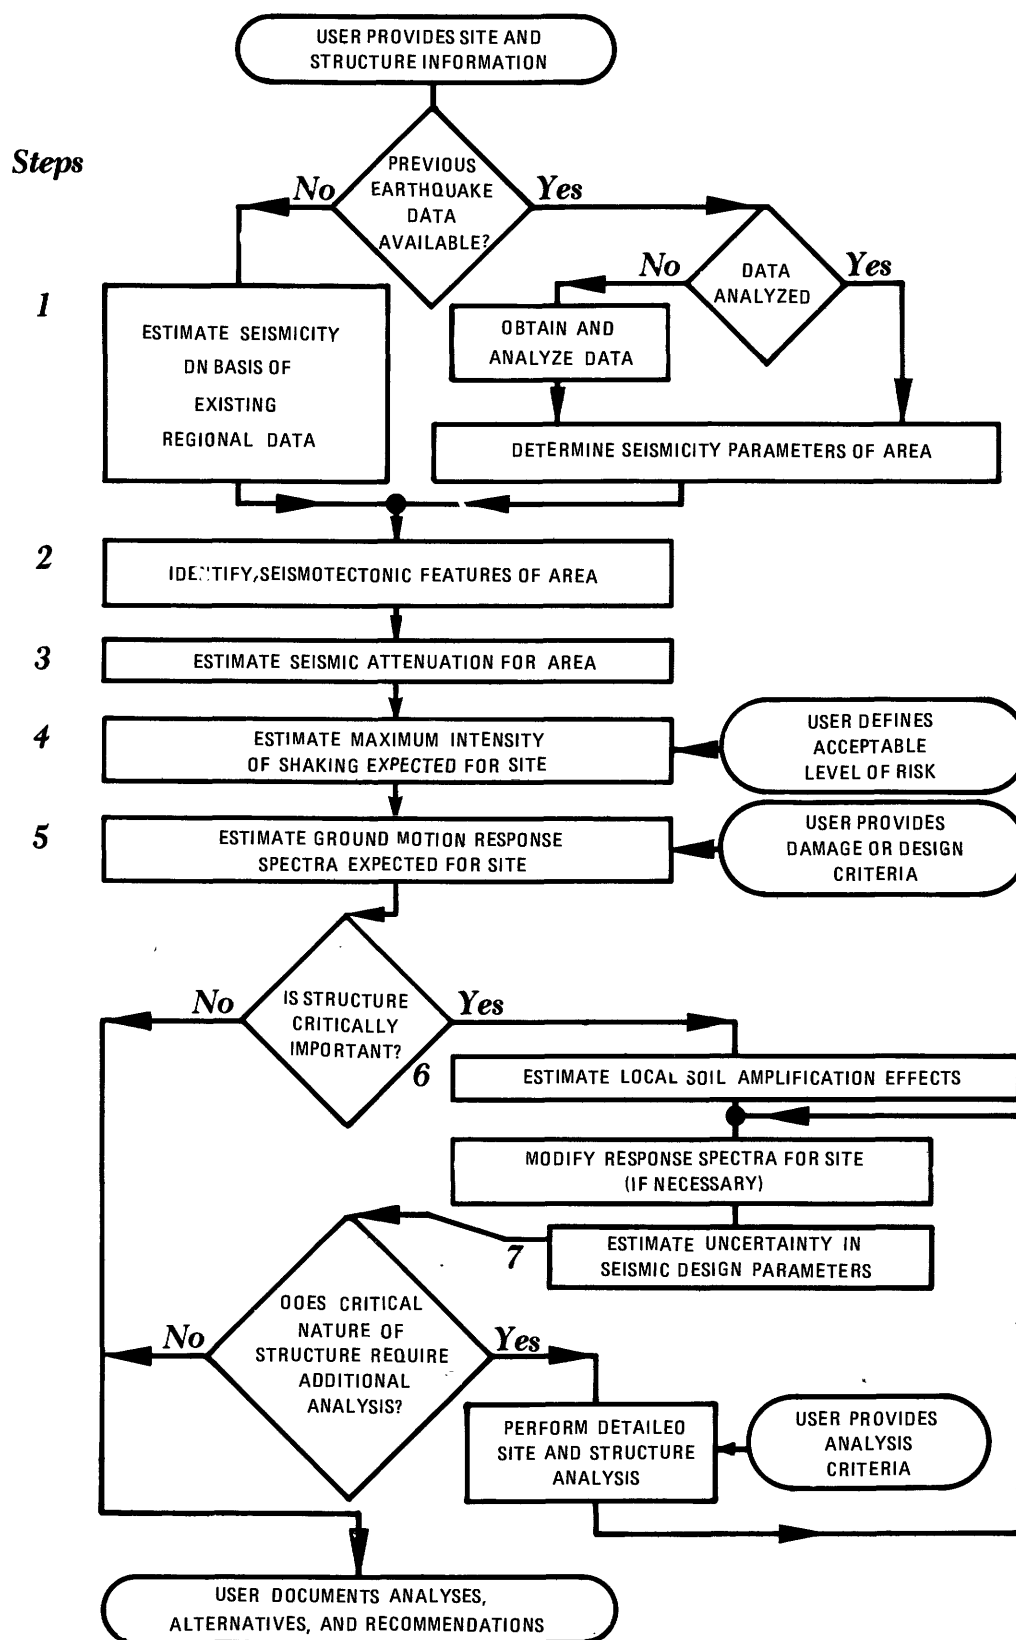 USER PROVIDES SITE AND
STRUCTURE INFORMATION
Steps
PREVIOUS
EARTHQUAKE
DATA
AVAILABLE?
No
Yes
DATA
ANALYZED
No
Yes
1
ESTIMATE SEISMICITY
DN BASIS OF
EXISTING
REGIONAL DATA
OBTAIN AND
ANALYZE DATA
DETERMINE SEISMICITY PARAMETERS OF AREA
2
IDENTIFY, SEISMOTECTONIC FEATURES OF AREA
3
ESTIMATE SEISMIC ATTENUATION FOR AREA
4
ESTIMATE MAXIMUM INTENSITY
OF SHAKING EXPECTED FOR SITE
USER DEFINES
ACCEPTABLE
LEVEL OF RISK
5
ESTIMATE GROUND MOTION RESPONSE
SPECTRA EXPECTED FOR SITE
USER PROVIDES
DAMAGE OR DESIGN
CRITERIA
IS STRUCTURE
CRITICALLY
IMPORTANT?
No
Yes
6
ESTIMATE LOCAL SOIL AMPLIFICATION EFFECTS
MODIFY RESPONSE SPECTRA FOR SITE
(IF NECESSARY)
7
ESTIMATE UNCERTAINTY IN
SEISMIC DESIGN PARAMETERS
OOES CRITICAL
NATURE OF
STRUCTURE REQUIRE
ADDITIONAL
ANALYSIS?
No
Yes
PERFORM DETAILEO
SITE AND STRUCTURE
ANALYSIS
USER PROVIDES
ANALYSIS
CRITERIA
USER DOCUMENTS ANALYSES,
ALTERNATIVES, AND RECOMMENDATIONS